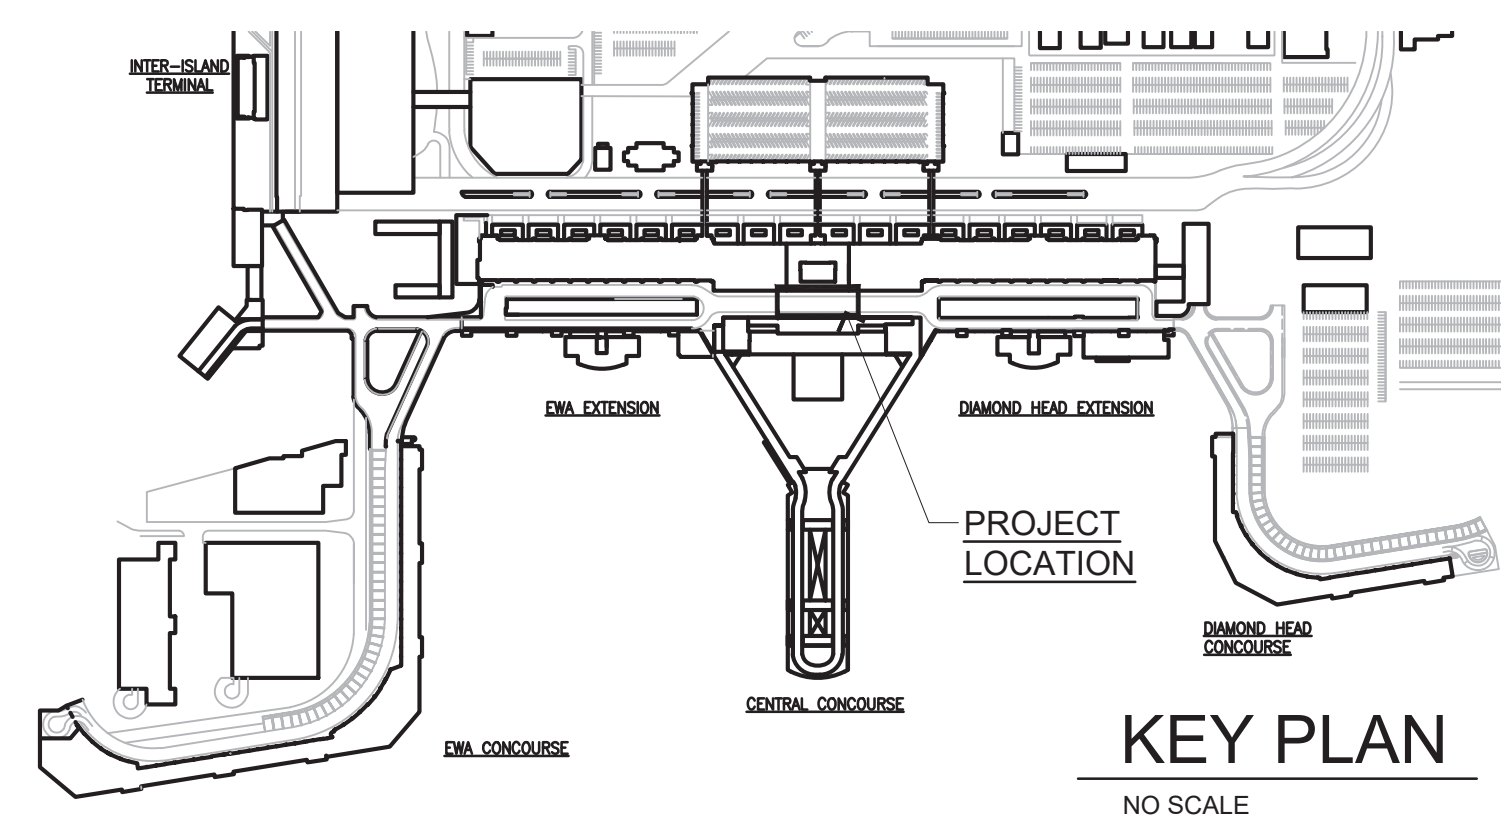 INTER-ISLAND
TERMINAL
EWA EXTENSION
DIAMOND HEAD EXTENSION
PROJECT
LOCATION
DIAMOND HEAD
CONCOURSE
CENTRAL CONCOURSE
EWA CONCOURSE
KEY PLAN
NO SCALE